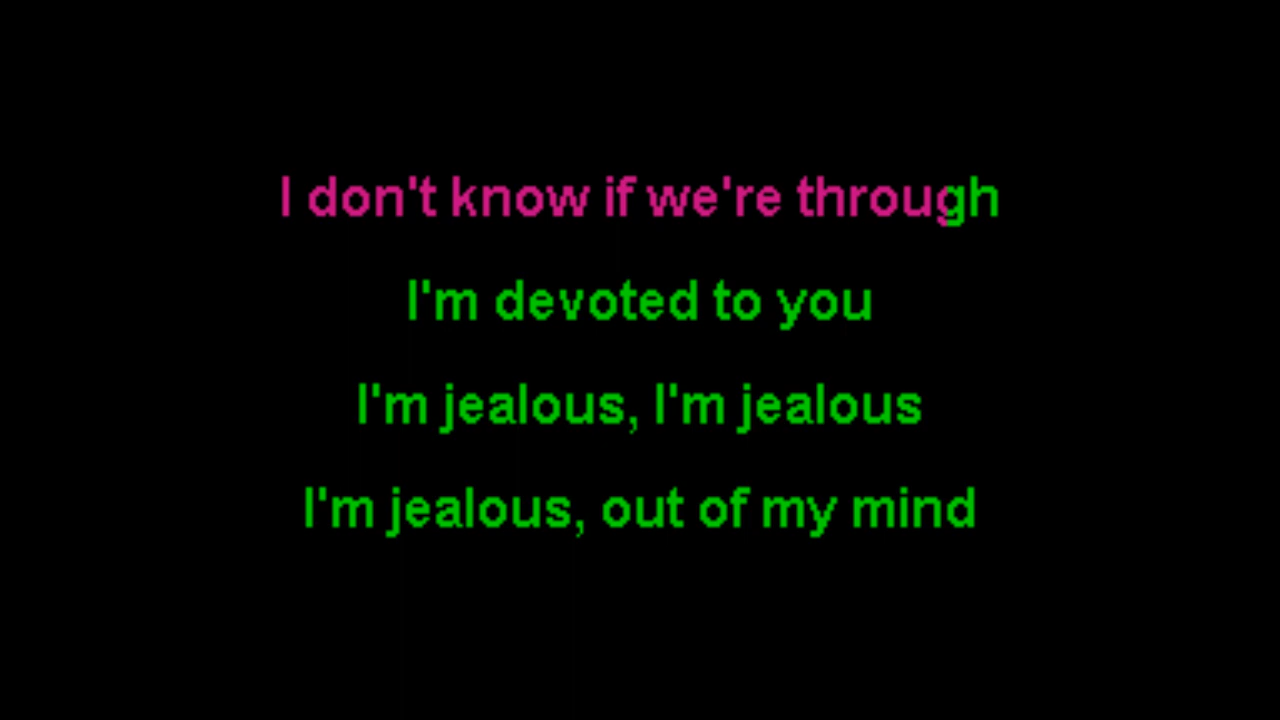 I don't know if we're through
I'm devoted to you
I'm jealous, I'm jealous
I'm jealous, out of my mind